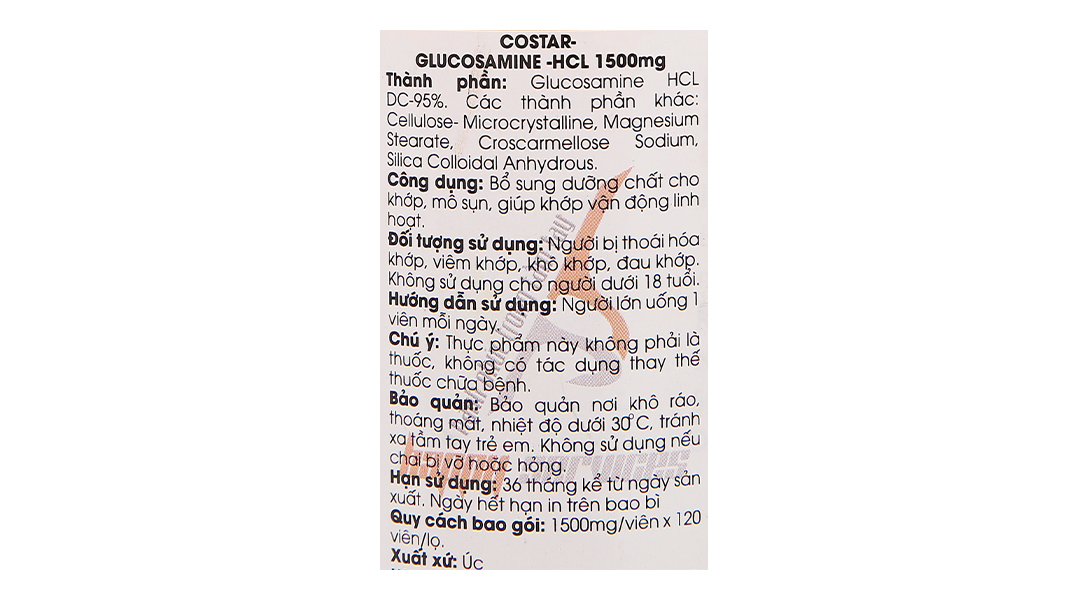 COSTAR-
GLUCOSAMINE -HCL 1500mg
Thành phần: Glucosamine HCL
DC-95%. Các thành phần khác:
Cellulose- Microcrystalline, Magnesium
Stearate, Croscarmellose Sodium,
Silica Colloidal Anhydrous.
Công dụng: Bổ sung dưỡng chất cho
khớp, mô sụn, giúp khớp vận động linh
hoạt.
Đối tượng sử dụng: Người bị thoái hóa
khớp, viêm khớp, khô khớp, đau khớp.
Không sử dụng cho người dưới 18 tuổi.
Hướng dẫn sử dụng: Người lớn uống 1
viên mỗi ngày.
Chú ý: Thực phẩm này không phải là
thuốc, không có tác dụng thay thế
thuốc chữa bệnh.
Bảo quản: Bảo quản nơi khô ráo,
thoáng mát, nhiệt độ dưới 30°C, tránh
xa tầm tay trẻ em. Không sử dụng nếu
chai bị vỡ hoặc hỏng.
Hạn sử dụng: 36 tháng kể từ ngày sản
xuất. Ngày hết hạn in trên bao bì
Quy cách bao gói: 1500mg/viên x 120
viên/lọ.
Xuất xứ: Úc